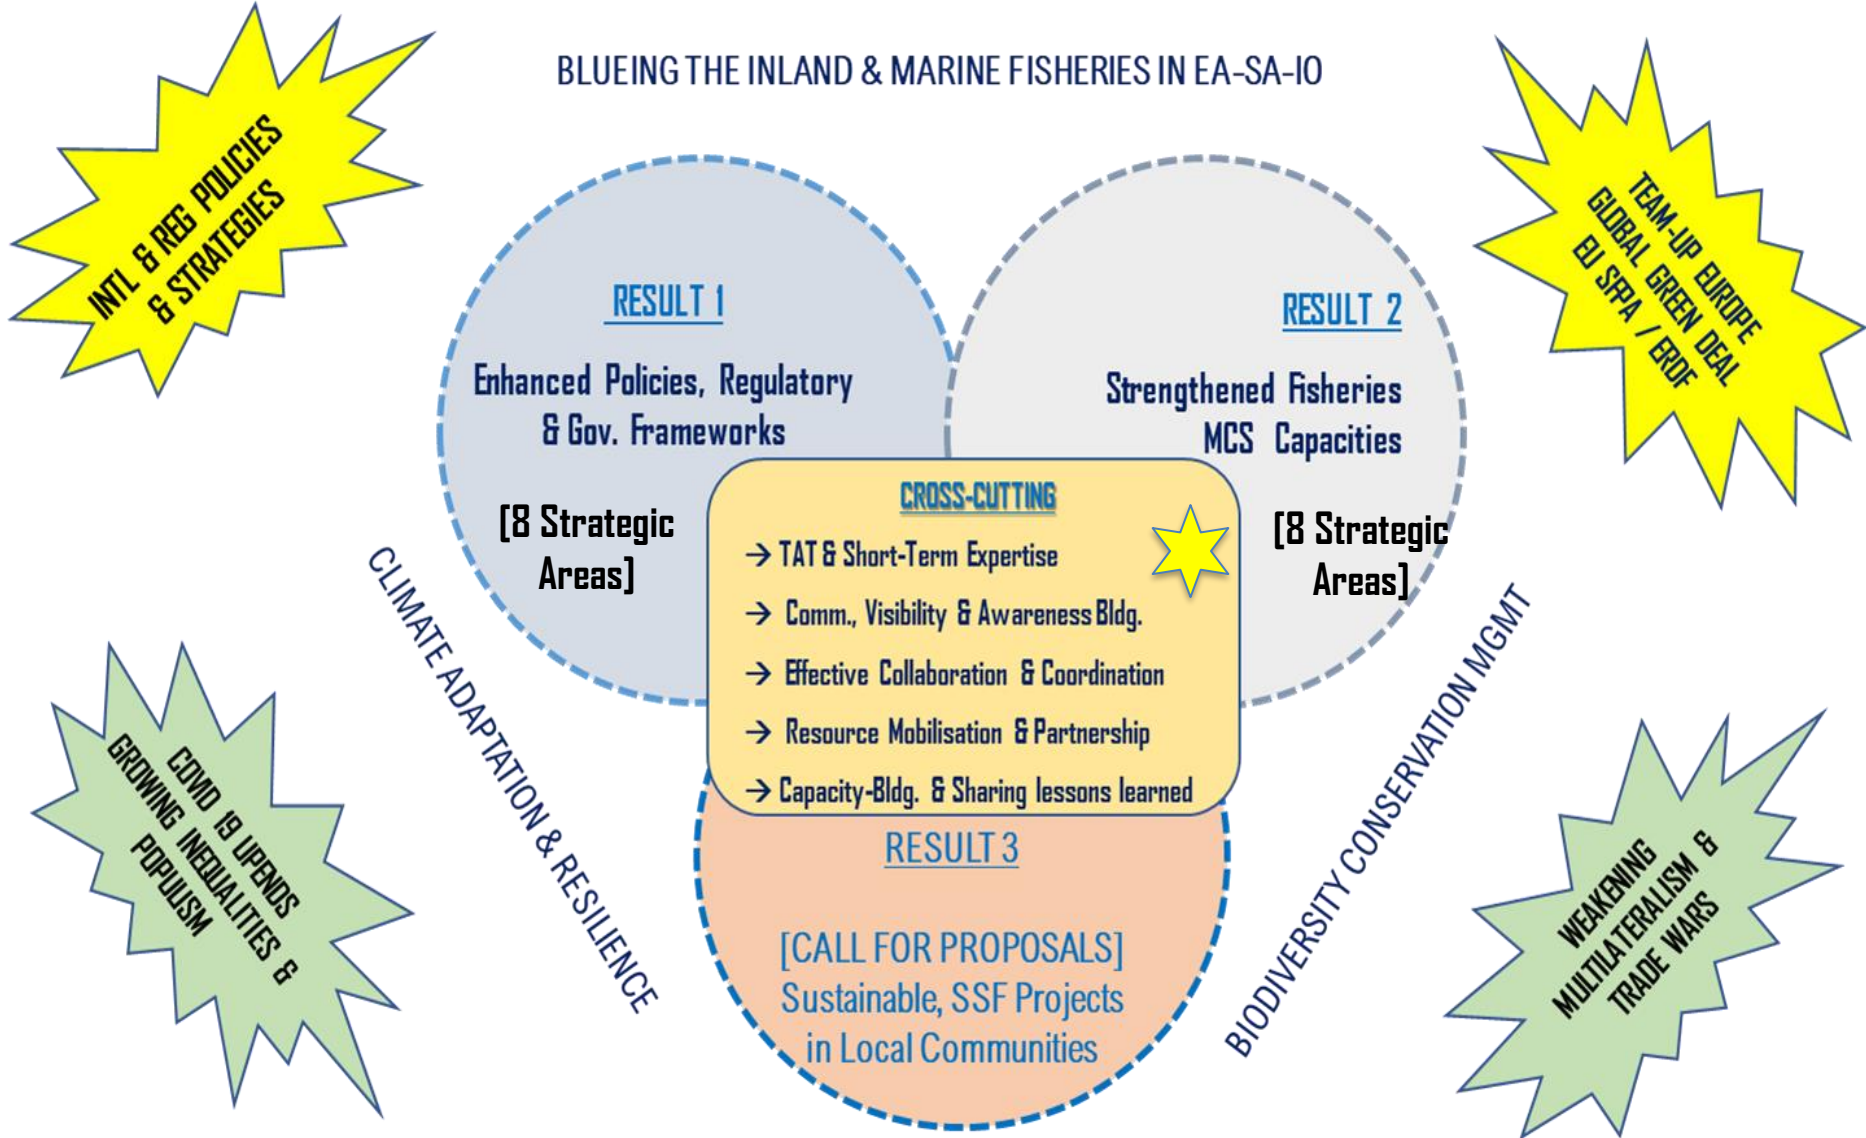 BLUEING THE INLAND & MARINE FISHERIES IN EA-SA-IO
INTL & REG POLICIES
& STRATEGIES
TEAM-UP EUROPE
GLOBAL GREEN DEAL
EU SFPA / ERDF
RESULT 1
Enhanced Policies, Regulatory
& Gov. Frameworks
[8 Strategic
Areas]
RESULT 2
Strengthened Fisheries
MCS Capacities
[8 Strategic
Areas]
CROSS-CUTTING
→ TAT & Short-Term Expertise
→ Comm., Visibility & Awareness Bldg.
→ Effective Collaboration & Coordination
→ Resource Mobilisation & Partnership
→ Capacity-Bldg. & Sharing lessons learned
CLIMATE ADAPTATION & RESILIENCE
BIODIVERSITY CONSERVATION MGMT
RESULT 3
[CALL FOR PROPOSALS]
Sustainable, SSF Projects
in Local Communities
COVID 19 UPENDS
GROWING INEQUALITIES &
POPULISM
WEAKENING
MULTILATERALISM &
TRADE WARS